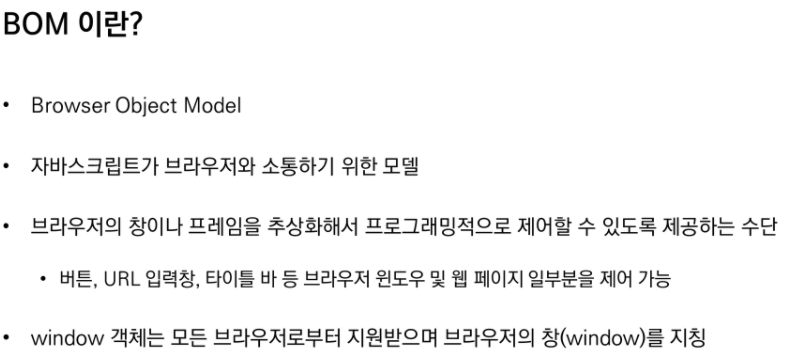 BOM 이란?
• Browser Object Model
• 자바스크립트가 브라우저와 소통하기 위한 모델
• 브라우저의 창이나 프레임을 추상화해서 프로그래밍적으로 제어할 수 있도록 제공하는 수단
• 버튼, URL 입력창, 타이틀 바 등 브라우저 윈도우 및 웹 페이지 일부분을 제어 가능
• window 객체는 모든 브라우저로부터 지원받으며 브라우저의 창(window)를 지칭